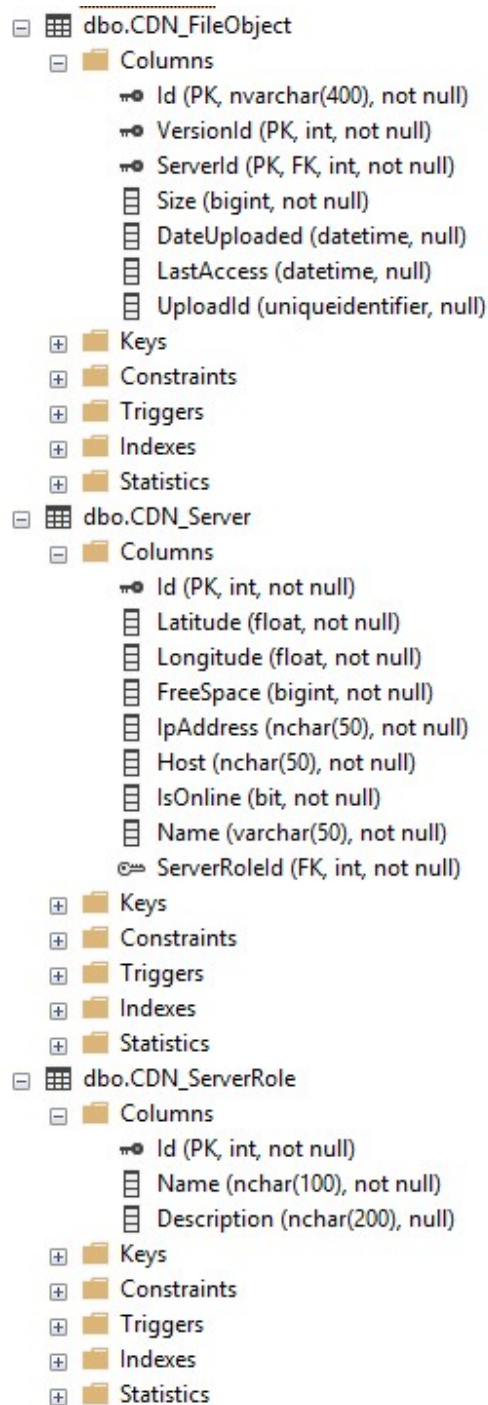 dbo.CDN_FileObject
Columns
Id (PK, nvarchar(400), not null)
VersionId (PK, int, not null)
ServerId (PK, FK, int, not null)
Size (bigint, not null)
DateUploaded (datetime, null)
LastAccess (datetime, null)
UploadId (uniqueidentifier, null)
Keys
Constraints
Triggers
Indexes
Statistics
dbo.CDN_Server
Columns
Id (PK, int, not null)
Latitude (float, not null)
Longitude (float, not null)
FreeSpace (bigint, not null)
IpAddress (nchar(50), not null)
Host (nchar(50), not null)
IsOnline (bit, not null)
Name (varchar(50), not null)
ServerRoleId (FK, int, not null)
Keys
Constraints
Triggers
Indexes
Statistics
dbo.CDN_ServerRole
Columns
Id (PK, int, not null)
Name (nchar(100), not null)
Description (nchar(200), null)
Keys
Constraints
Triggers
Indexes
Statistics